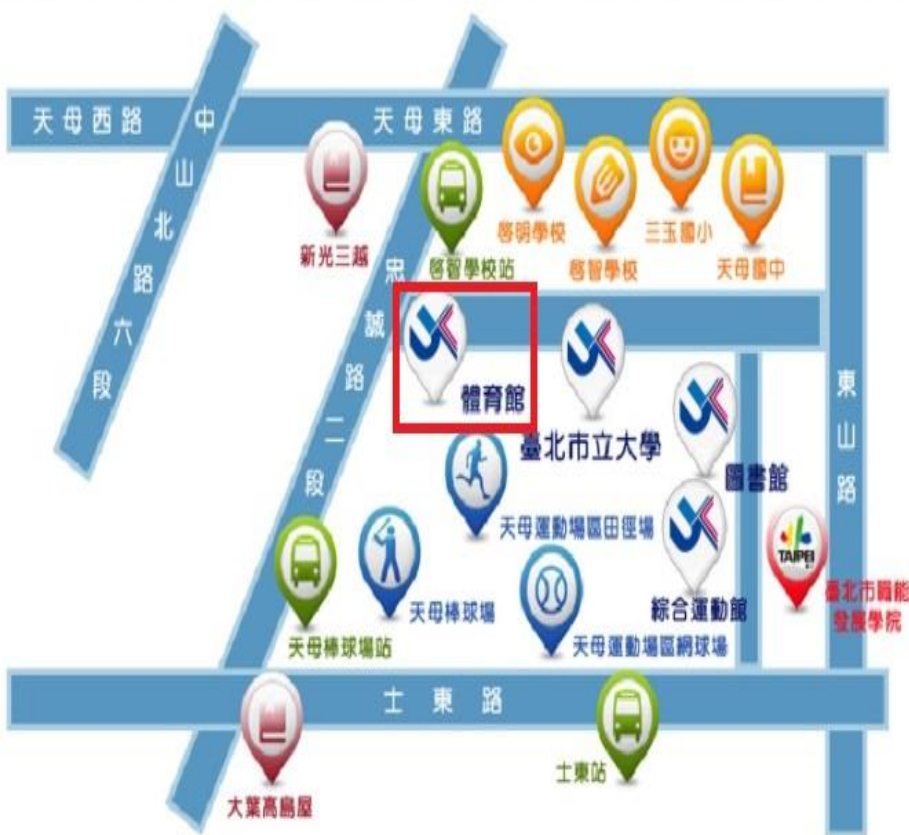 天母西路
天母東路
中山北路六段
新光三越
啓智學校站
啓明學校
啓智學校
三玉國小
天母國中
忠誠路二段
體育館
臺北市立大學
圖書館
東山路
天母運動場區田徑場
TAIPEI
臺北市職能
發展學院
天母棒球場
天母棒球場站
天母運動場區網球場
綜合運動館
士東路
大葉高島屋
士東站